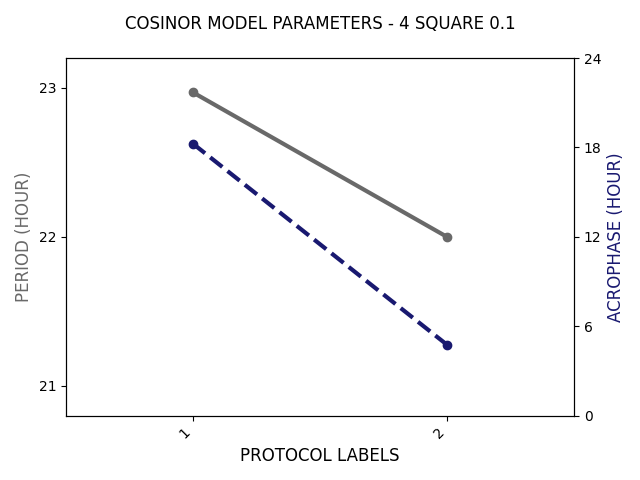 COSINOR MODEL PARAMETERS - 4 SQUARE 0.1
23
22
21
PERIOD (HOUR)
24
18
12
6
0
ACROPHASE (HOUR)
1
2
PROTOCOL LABELS